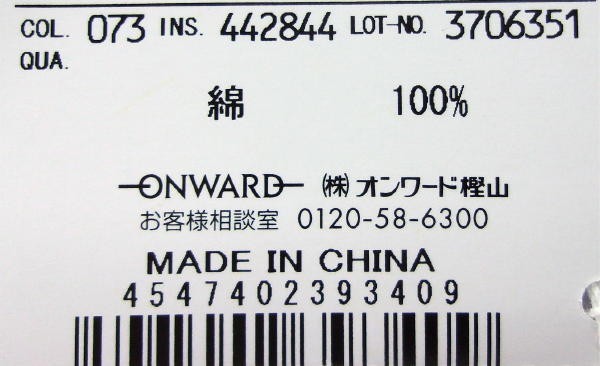 COL. 073 INS. 442844 LOT-NO. 3706351
QUA.
綿 100%
ONWARD ㈱オンワード樫山
お客様相談室 0120-58-6300
MADE IN CHINA
4547402393409